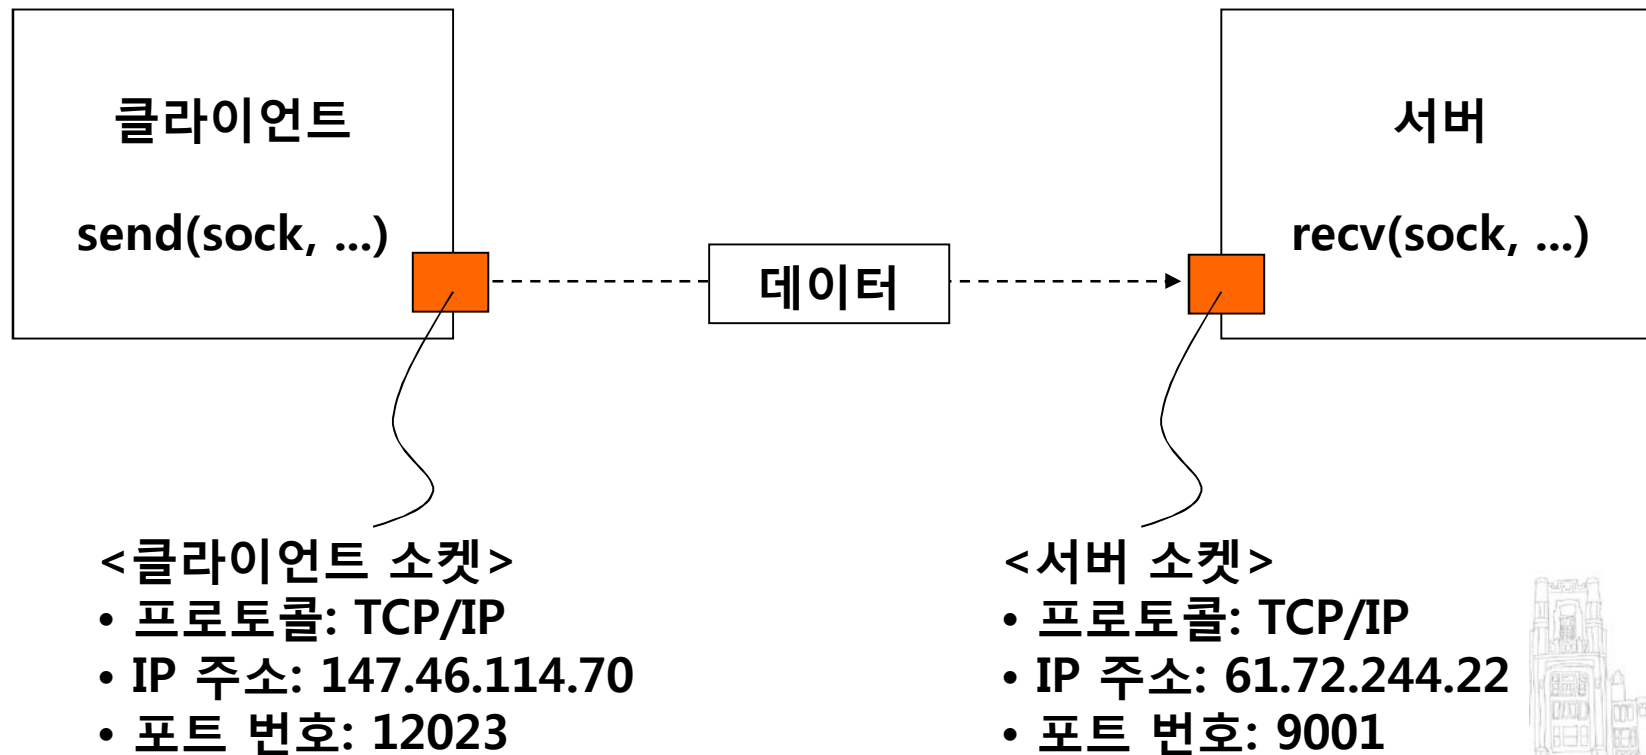 클라이언트
send(sock, ...)
데이터
서버
recv(sock, ...)
<클라이언트 소켓>
• 프로토콜: TCP/IP
• IP 주소: 147.46.114.70
• 포트 번호: 12023
<서버 소켓>
• 프로토콜: TCP/IP
• IP 주소: 61.72.244.22
• 포트 번호: 9001